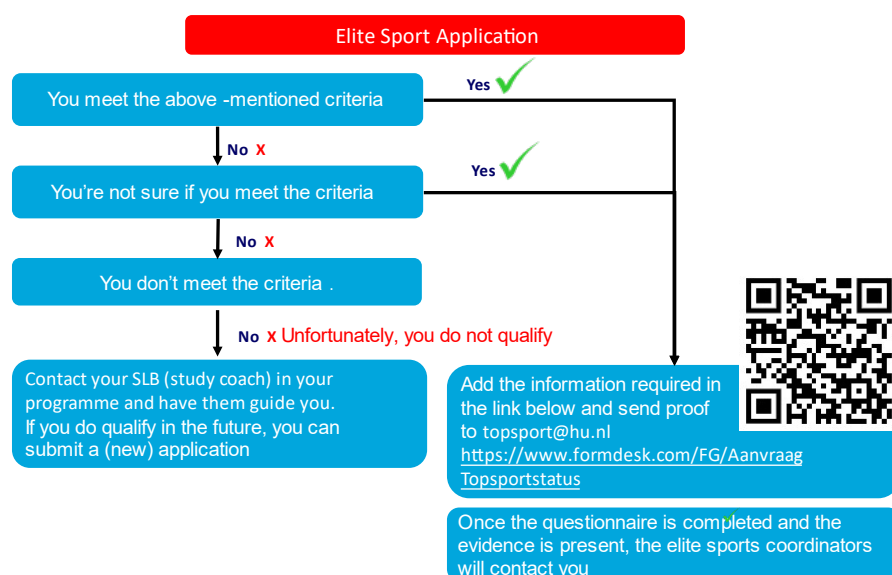 Elite Sport Application
You meet the above -mentioned criteria
Yes
No X
You're not sure if you meet the criteria
Yes
No X
You don't meet the criteria .
No X Unfortunately, you do not qualify
Contact your SLB (study coach) in your
programme and have them guide you.
If you do qualify in the future, you can
submit a (new) application
Add the information required in
the link below and send proof
to topsport@hu.nl
https://www.formdesk.com/FG/Aanvraag
Topsportstatus
Once the questionnaire is completed and the
evidence is present, the elite sports coordinators
will contact you